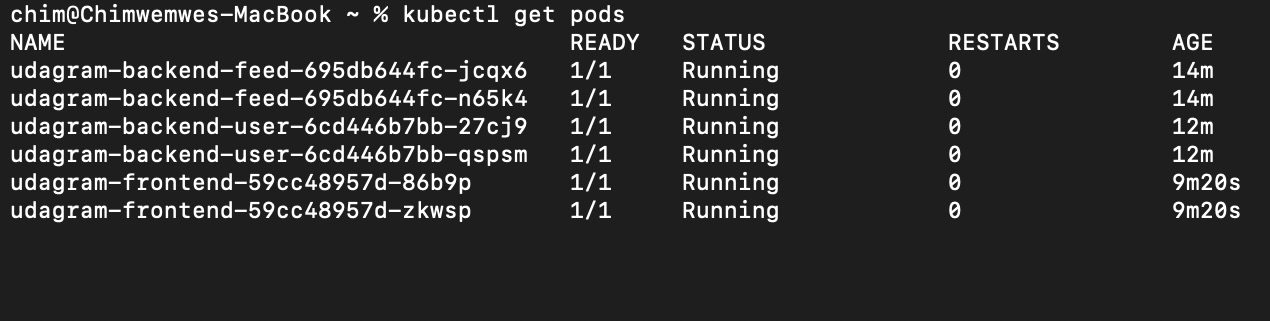 chim@Chimwemwes-MacBook ~ % kubectl get pods
NAME READY STATUS RESTARTS AGE
udagram-backend-feed-695db644fc-jcqx6 1/1 Running 0 14m
udagram-backend-feed-695db644fc-n65k4 1/1 Running 0 14m
udagram-backend-user-6cd446b7bb-27cj9 1/1 Running 0 12m
udagram-backend-user-6cd446b7bb-qspsm 1/1 Running 0 12m
udagram-frontend-59cc48957d-86b9p 1/1 Running 0 9m20s
udagram-frontend-59cc48957d-zkwsp 1/1 Running 0 9m20s